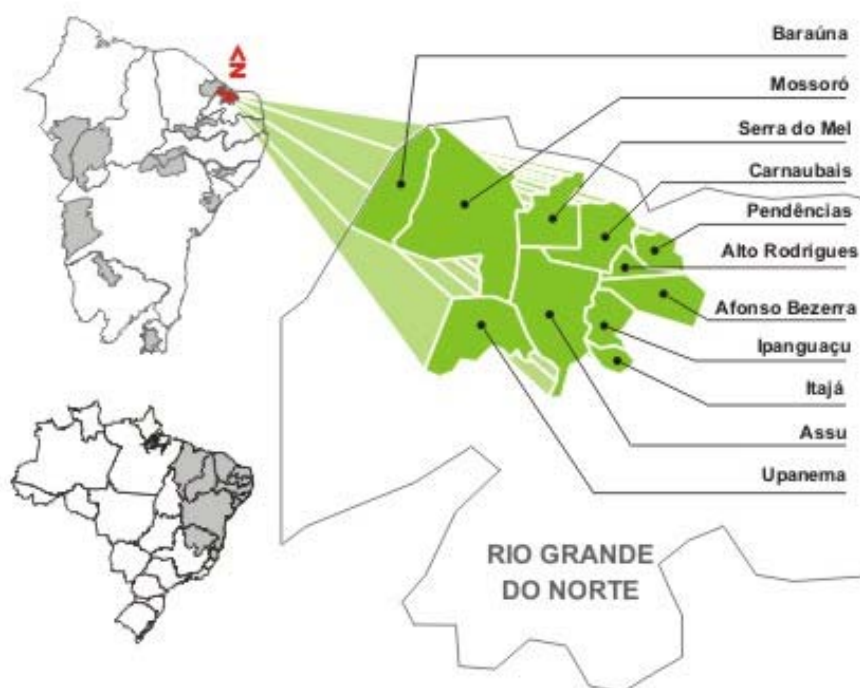 N
Baraúna
Mossoró
Serra do Mel
Carnaubais
Pendências
Alto Rodrigues
Afonso Bezerra
Ipanguaçu
Itajá
Assu
Upanema
RIO GRANDE
DO NORTE